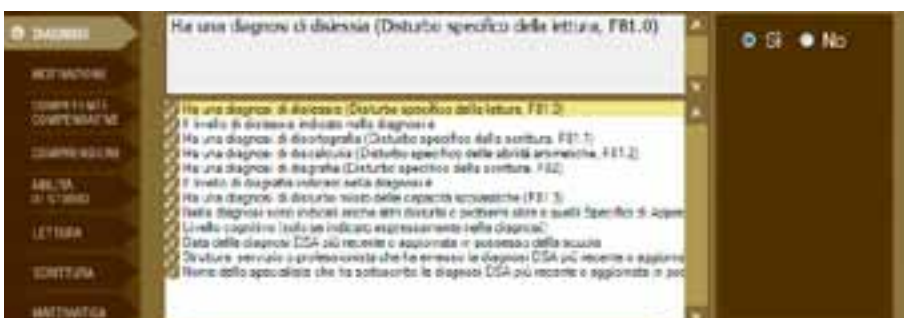 Ha una diagnosi di dislessia (Disturbo specifico della lettura, F81.0)
Sì No
DIAGNOSI
MOTIVAZIONE
COMPETENZE
COMPENSATIVE
COMPRENSIONE
ABILITÀ
DI STUDIO
LETTURA
SCRITTURA
MATEMATICA
Ha una diagnosi di dislessia (Disturbo specifico della lettura, F81.0)
Il livello di dislessia indicato nella diagnosi è
Ha una diagnosi di disortografia (Disturbo specifico della scrittura, F81.1)
Ha una diagnosi di discalculia (Disturbo specifico delle abilità aritmetiche, F81.2)
Ha una diagnosi di disgrafia (Disturbo specifico della scrittura, F82)
Il livello di disgrafia indicato nella diagnosi è
Ha una diagnosi di disturbo misto delle capacità scolastiche (F81.3)
Nella diagnosi sono indicati anche altri disturbi o problemi oltre a quelli Specifici di Appren
Livello cognitivo (solo se indicato espressamente nella diagnosi)
Data della diagnosi DSA più recente o aggiornata in possesso della scuola
Struttura, servizio o professionista che ha emesso la diagnosi DSA più recente o aggiorna
Nome dello specialista che ha sottoscritto la diagnosi DSA più recente o aggiornata in pos